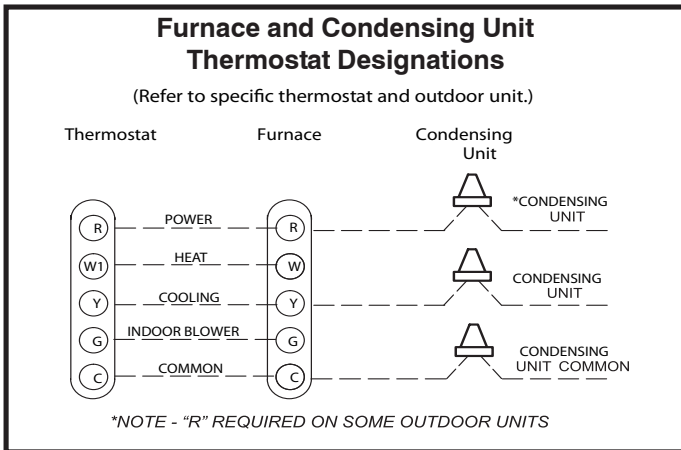 Furnace and Condensing Unit
Thermostat Designations
(Refer to specific thermostat and outdoor unit.)
Thermostat
Furnace
Condensing
Unit
R
POWER
R
*CONDENSING
UNIT
W1
HEAT
W
Y
COOLING
Y
CONDENSING
UNIT
G
INDOOR BLOWER
G
C
COMMON
C
CONDENSING
UNIT COMMON
*NOTE - “R” REQUIRED ON SOME OUTDOOR UNITS